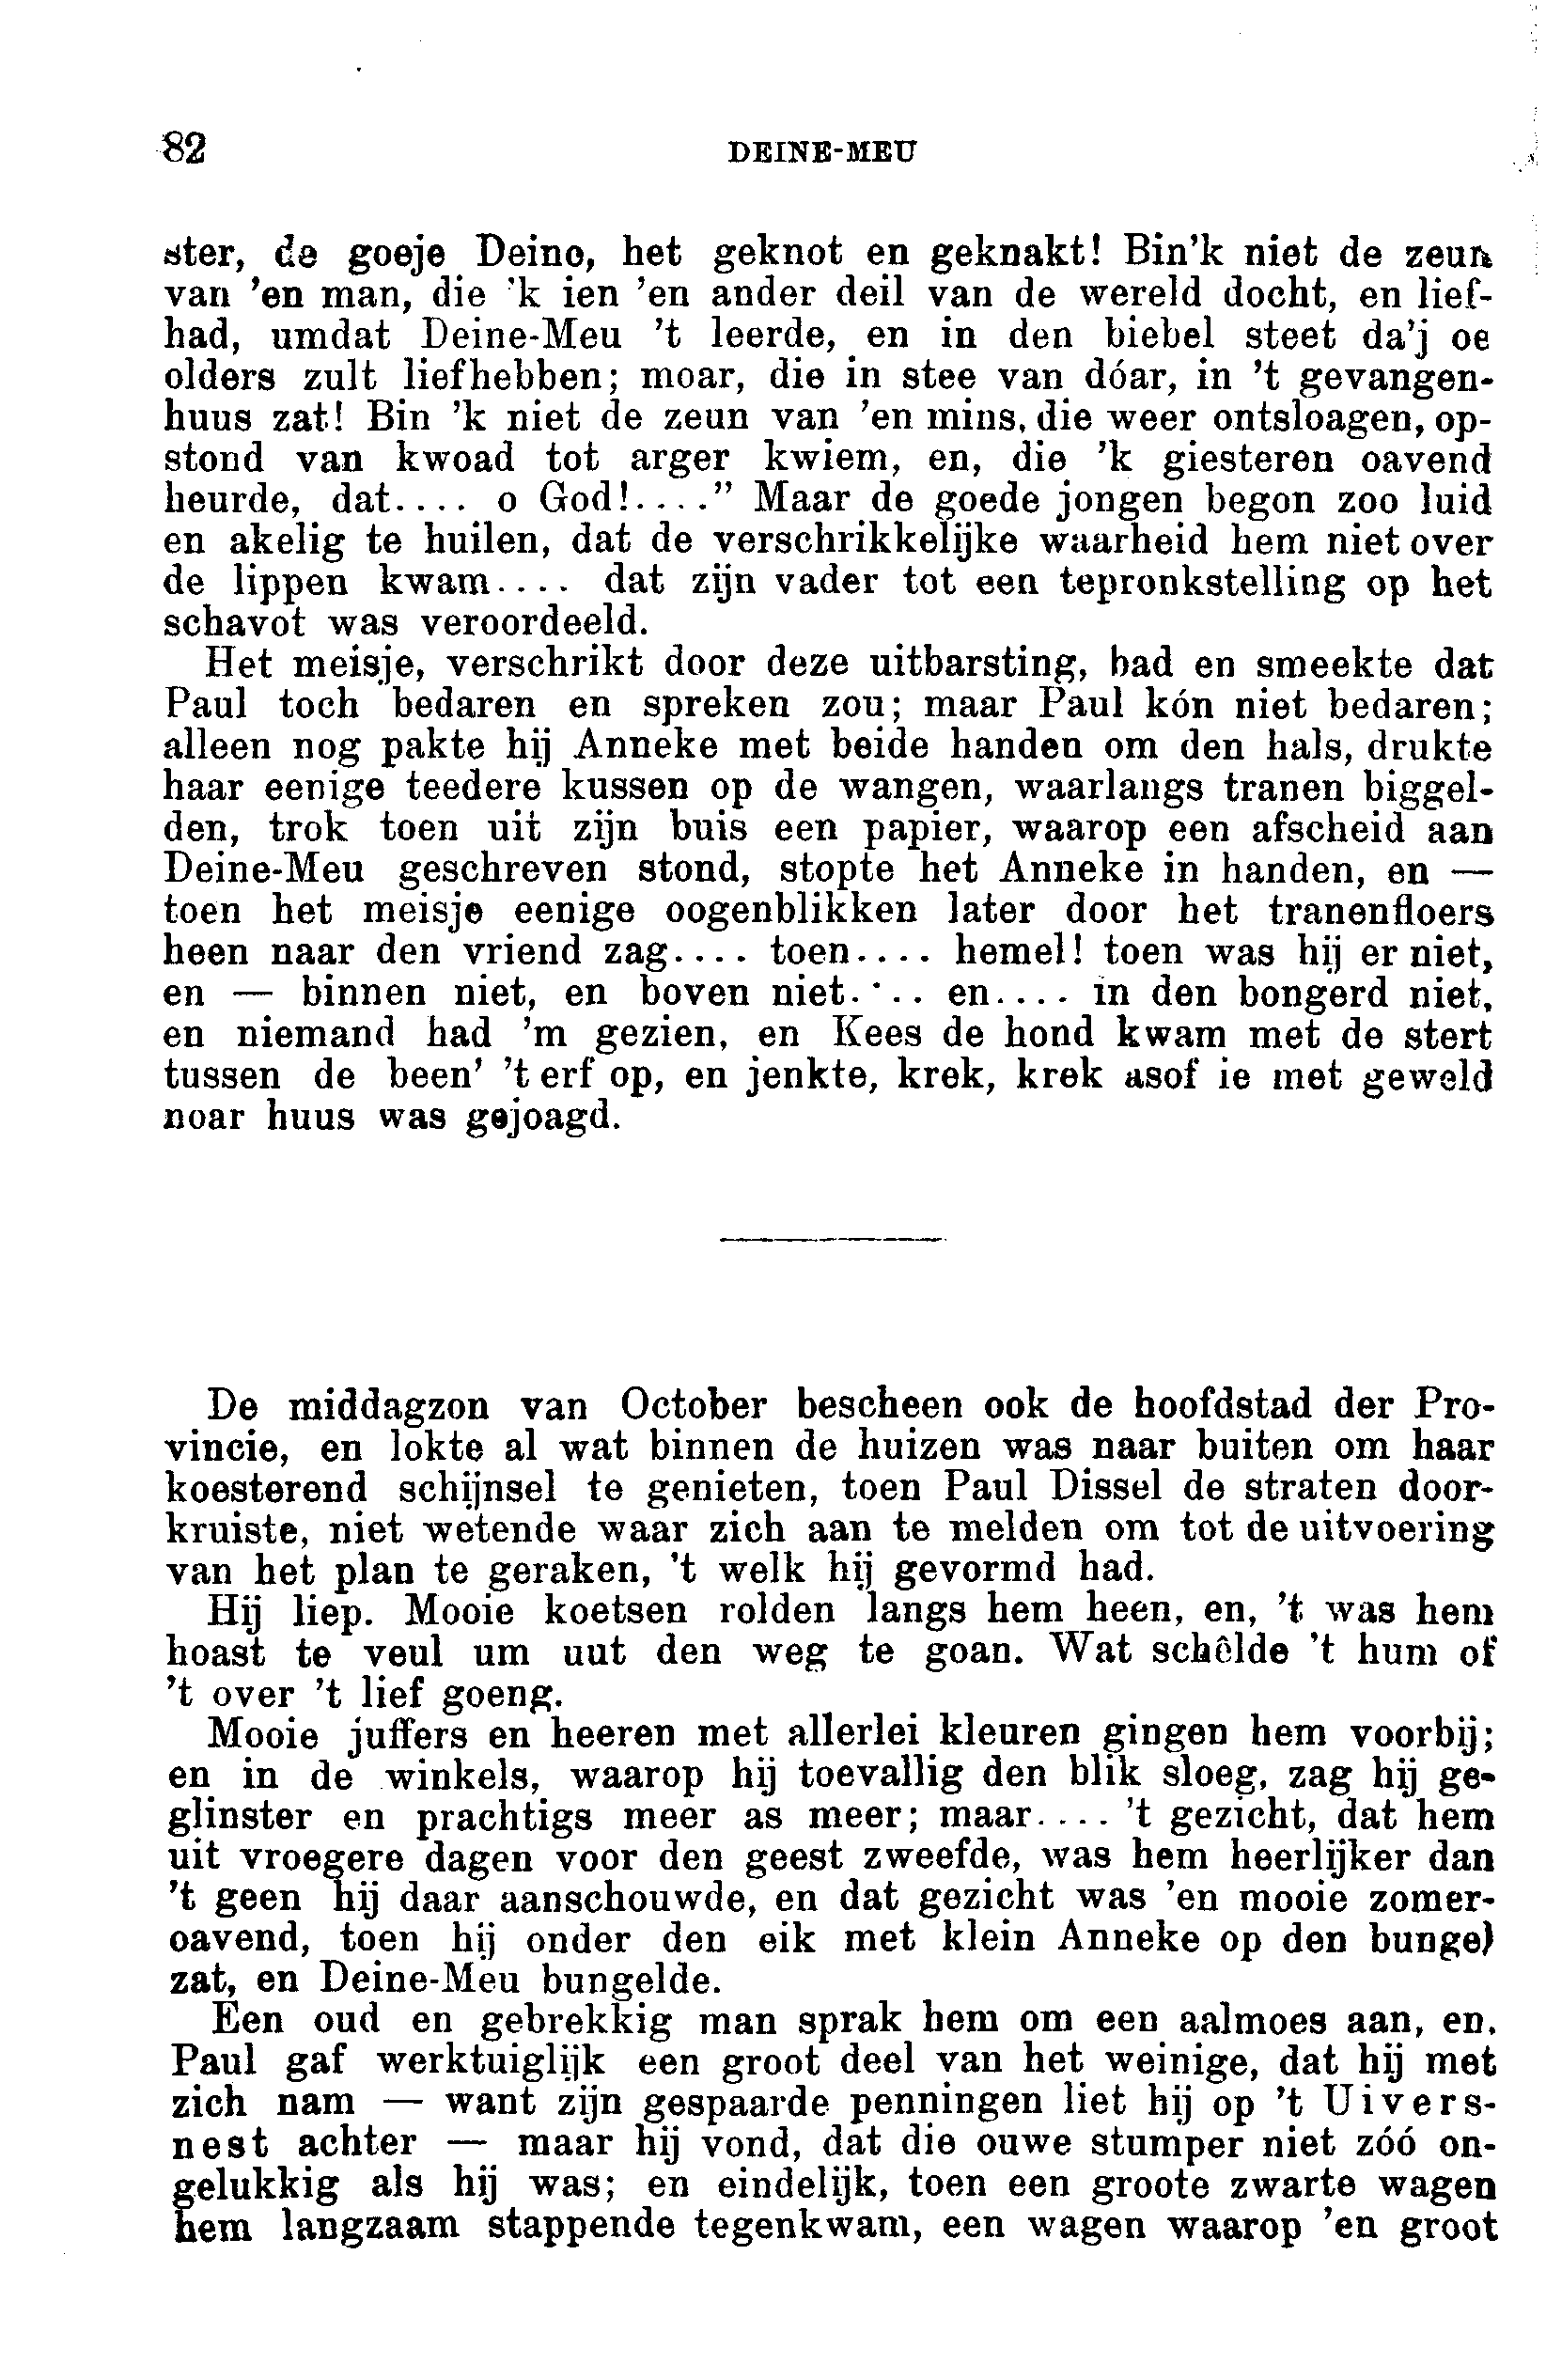 82 DEINE-MEU
ster, de goeje Deine, het geknot en geknakt! Bin'k niet de zeun
van 'en man, die 'k ien 'en ander deil van de wereld docht, en lief-
had, umdat Deine-Meu 't leerde, en in den biebel steet da'j oe
olders zult liefhebben; moar, die in stee van dóar, in 't gevangen-
huus zat! Bin 'k niet de zeun van 'en mins, die weer ontsloagen, op-
stond van kwoad tot arger kwiem, en, die 'k giesteren oavend
heurde, dat.... o God!...." Maar de goede jongen begon zoo luid
en akelig te huilen, dat de verschrikkelijke waarheid hem niet over
de lippen kwam.... dat zijn vader tot een tepronkstelling op het
schavot was veroordeeld.
Het meisje, verschrikt door deze uitbarsting, bad en smeekte dat
Paul toch bedaren en spreken zou; maar Paul kón niet bedaren;
alleen nog pakte hij Anneke met beide handen om den hals, drukte
haar eenige teedere kussen op de wangen, waarlangs tranen biggel-
den, trok toen uit zijn buis een papier, waarop een afscheid aan
Deine-Meu geschreven stond, stopte het Anneke in handen, en —
toen het meisje eenige oogenblikken later door het tranenfloers
heen naar den vriend zag.... toen.... hemel! toen was hij er niet,
en — binnen niet, en boven niet.... en.... in den bongerd niet,
en niemand had 'm gezien, en Kees de hond kwam met de stert
tussen de been' 't erf op, en jenkte, krek, krek asof ie met geweld
noar huus was gejoagd.
De middagzon van October bescheen ook de hoofdstad der Pro-
vincie, en lokte al wat binnen de huizen was naar buiten om haar
koesterend schijnsel te genieten, toen Paul Dissel de straten door-
kruiste, niet wetende waar zich aan te melden om tot de uitvoering
van het plan te geraken, 't welk hij gevormd had.
Hij liep. Mooie koetsen rolden langs hem heen, en, 't was hem
hoast te veul um uut den weg te goan. Wat schêlde 't hum of
't over 't lief goeng.
Mooie juffers en heeren met allerlei kleuren gingen hem voorbij;
en in de winkels, waarop hij toevallig den blik sloeg, zag hij ge-
glinster en prachtigs meer as meer; maar.... 't gezicht, dat hem
uit vroegere dagen voor den geest zweefde, was hem heerlijker dan
't geen hij daar aanschouwde, en dat gezicht was 'en mooie zomer-
oavend, toen hij onder den eik met klein Anneke op den bungel
zat, en Deine-Meu bungelde.
Een oud en gebrekkig man sprak hem om een aalmoes aan, en.
Paul gaf werktuiglijk een groot deel van het weinige, dat hij met
zich nam — want zijn gespaarde penningen liet hij op 't Uivers-
nest achter — maar hij vond, dat die ouwe stumper niet zóó on-
gelukkig als hij was; en eindelijk, toen een groote zwarte wagen
hem langzaam stappende tegenkwam, een wagen waarop 'en groot